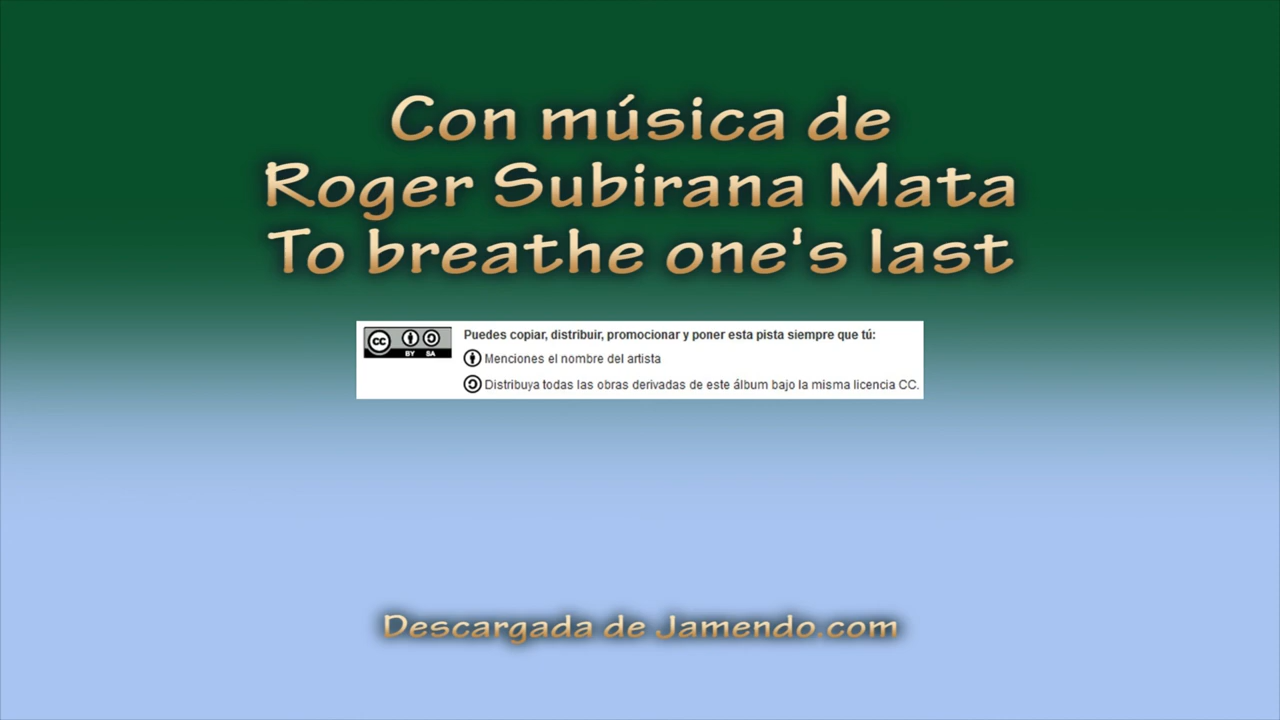 Con música de
Roger Subirana Mata
To breathe one's last
Puedes copiar, distribuir, promocionar y poner esta pista siempre que tú:
cc BY SA
Menciones el nombre del artista
Distribuya todas las obras derivadas de este álbum bajo la misma licencia CC.
Descargada de Jamendo.com